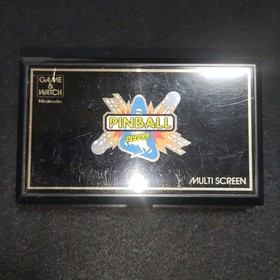 GAME
&
WATCH
Nintendo
PINBALL
MULTI SCREEN